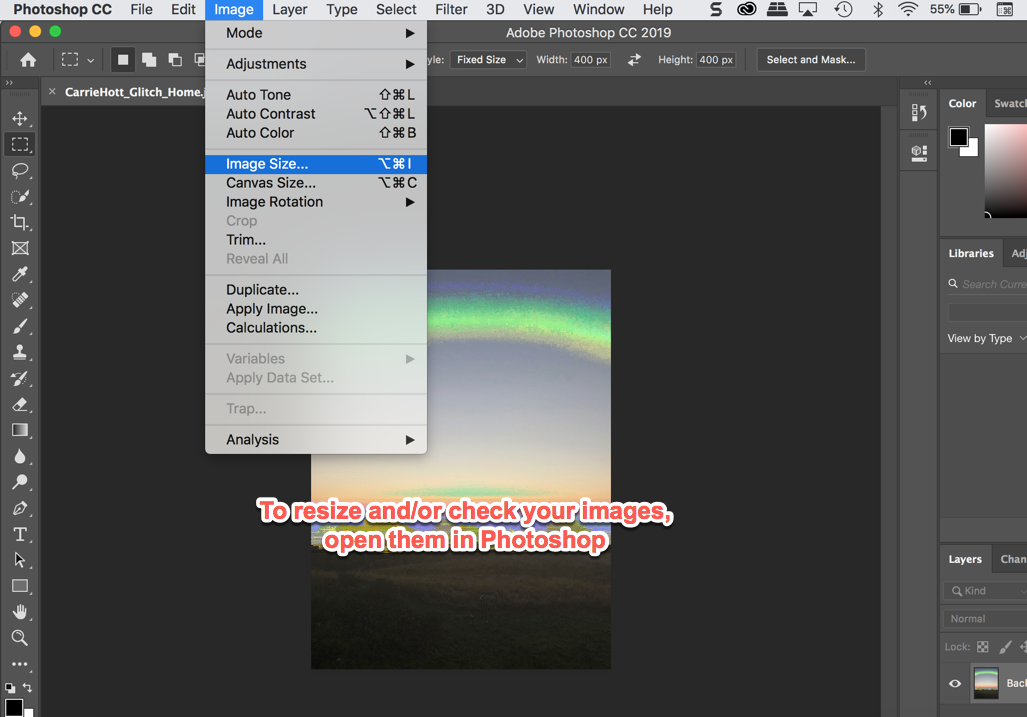 Photoshop CC File Edit Image Layer Type Select Filter 3D View Window Help 55%
Adobe Photoshop CC 2019
Fixed Size Width: 400 px Height: 400 px Select and Mask...
× CarrieHott_Glitch_Home.j
Mode
Adjustments
Auto Tone ⇧⌘L
Auto Contrast ⌥⇧⌘L
Auto Color ⇧⌘B
Image Size... ⌥⌘I
Canvas Size... ⌥⌘C
Image Rotation
Crop
Trim...
Reveal All
Duplicate...
Apply Image...
Calculations...
Variables
Apply Data Set...
Trap...
Analysis
To resize and/or check your images,
open them in Photoshop
Color Swatch
Libraries Adj
Search Curre
View by Type
Layers Chan
Kind
Normal
Lock:
Back